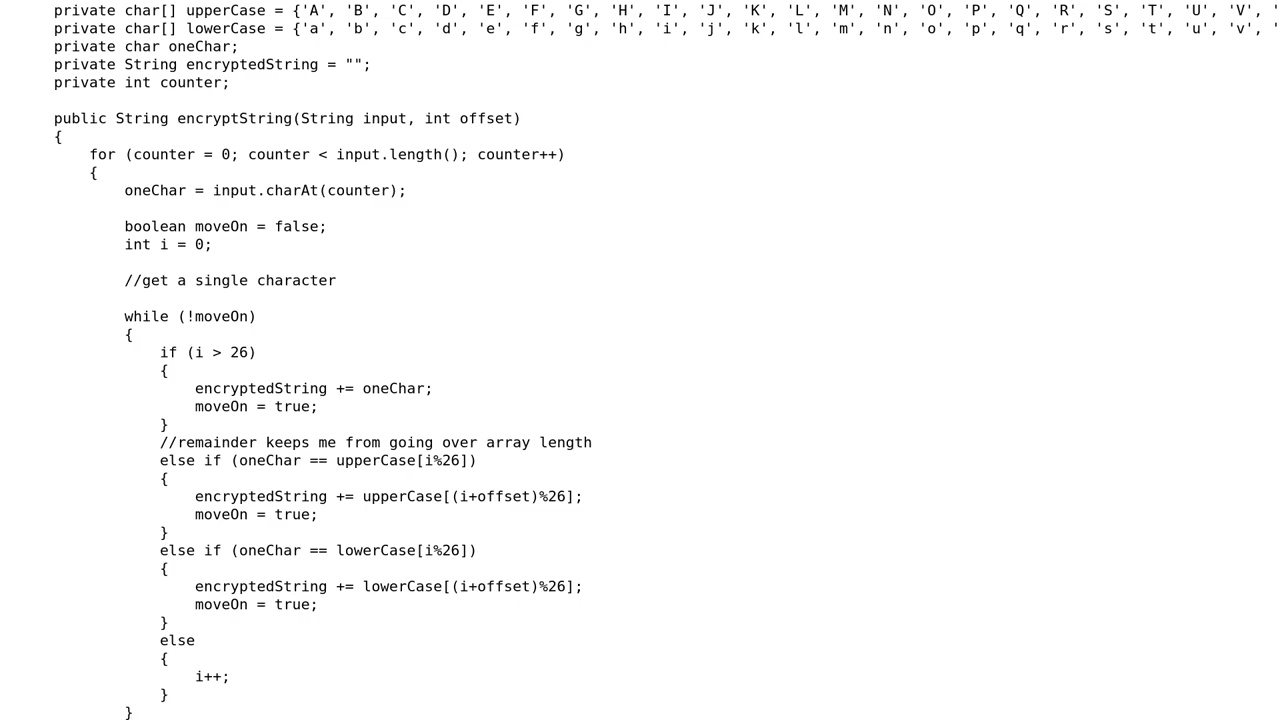 private char[] upperCase = {'A', 'B', 'C', 'D', 'E', 'F', 'G', 'H', 'I', 'J', 'K', 'L', 'M', 'N', 'O', 'P', 'Q', 'R', 'S', 'T', 'U', 'V', '
private char[] lowerCase = {'a', 'b', 'c', 'd', 'e', 'f', 'g', 'h', 'i', 'j', 'k', 'l', 'm', 'n', 'o', 'p', 'q', 'r', 's', 't', 'u', 'v', '
private char oneChar;
private String encryptedString = "";
private int counter;
public String encryptString(String input, int offset)
{
for (counter = 0; counter < input.length(); counter++)
{
oneChar = input.charAt(counter);
boolean moveOn = false;
int i = 0;
//get a single character
while (!moveOn)
{
if (i > 26)
{
encryptedString += oneChar;
moveOn = true;
}
//remainder keeps me from going over array length
else if (oneChar == upperCase[i%26])
{
encryptedString += upperCase[(i+offset)%26];
moveOn = true;
}
else if (oneChar == lowerCase[i%26])
{
encryptedString += lowerCase[(i+offset)%26];
moveOn = true;
}
else
{
i++;
}
}